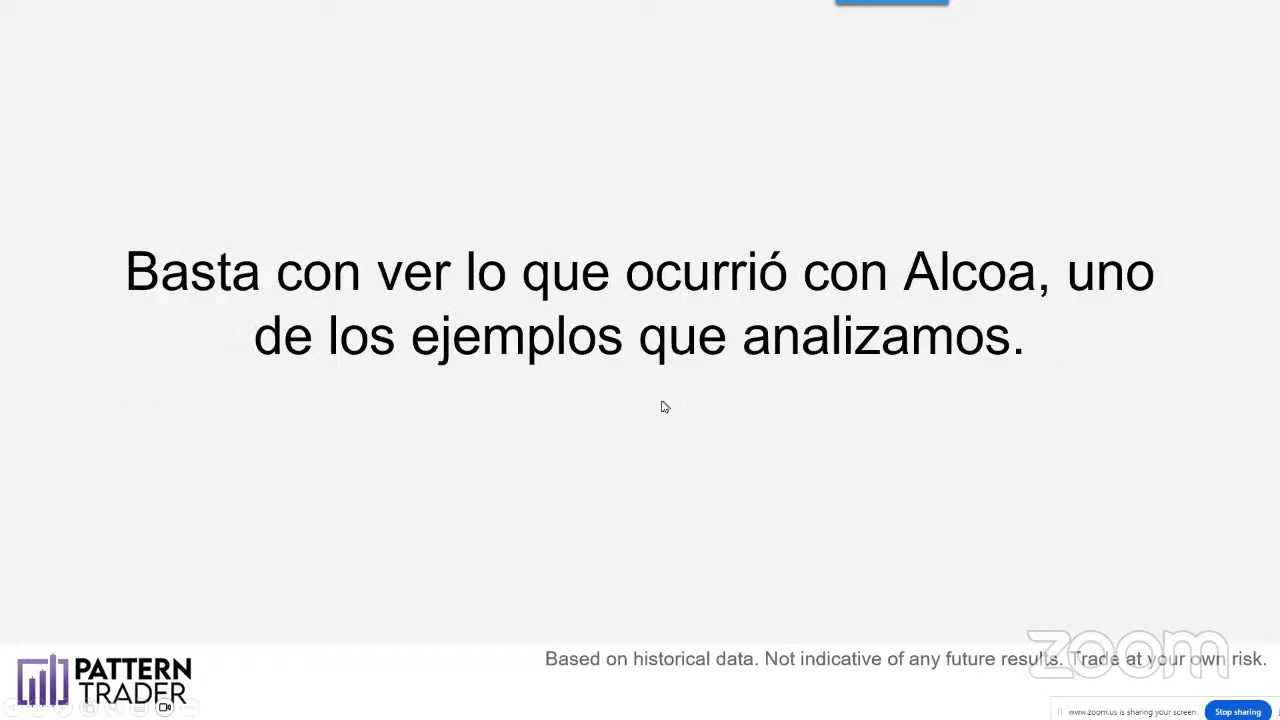 Basta con ver lo que ocurrió con Alcoa, uno
de los ejemplos que analizamos.
PATTERN
TRADER
zoom
Based on historical data. Not indicative of any future results. Trade at your own risk.
www.zoom.us is sharing your screen.
Stop sharing